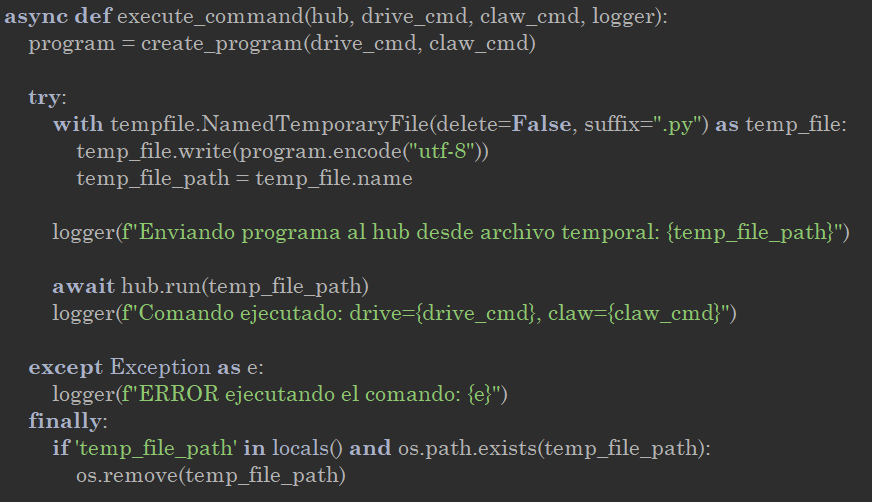 async def execute_command(hub, drive_cmd, claw_cmd, logger):
    program = create_program(drive_cmd, claw_cmd)

    try:
        with tempfile.NamedTemporaryFile(delete=False, suffix=".py") as temp_file:
            temp_file.write(program.encode("utf-8"))
            temp_file_path = temp_file.name

        logger(f"Enviando programa al hub desde archivo temporal: {temp_file_path}")

        await hub.run(temp_file_path)
        logger(f"Comando ejecutado: drive={drive_cmd}, claw={claw_cmd}")

    except Exception as e:
        logger(f"ERROR ejecutando el comando: {e}")
    finally:
        if 'temp_file_path' in locals() and os.path.exists(temp_file_path):
            os.remove(temp_file_path)